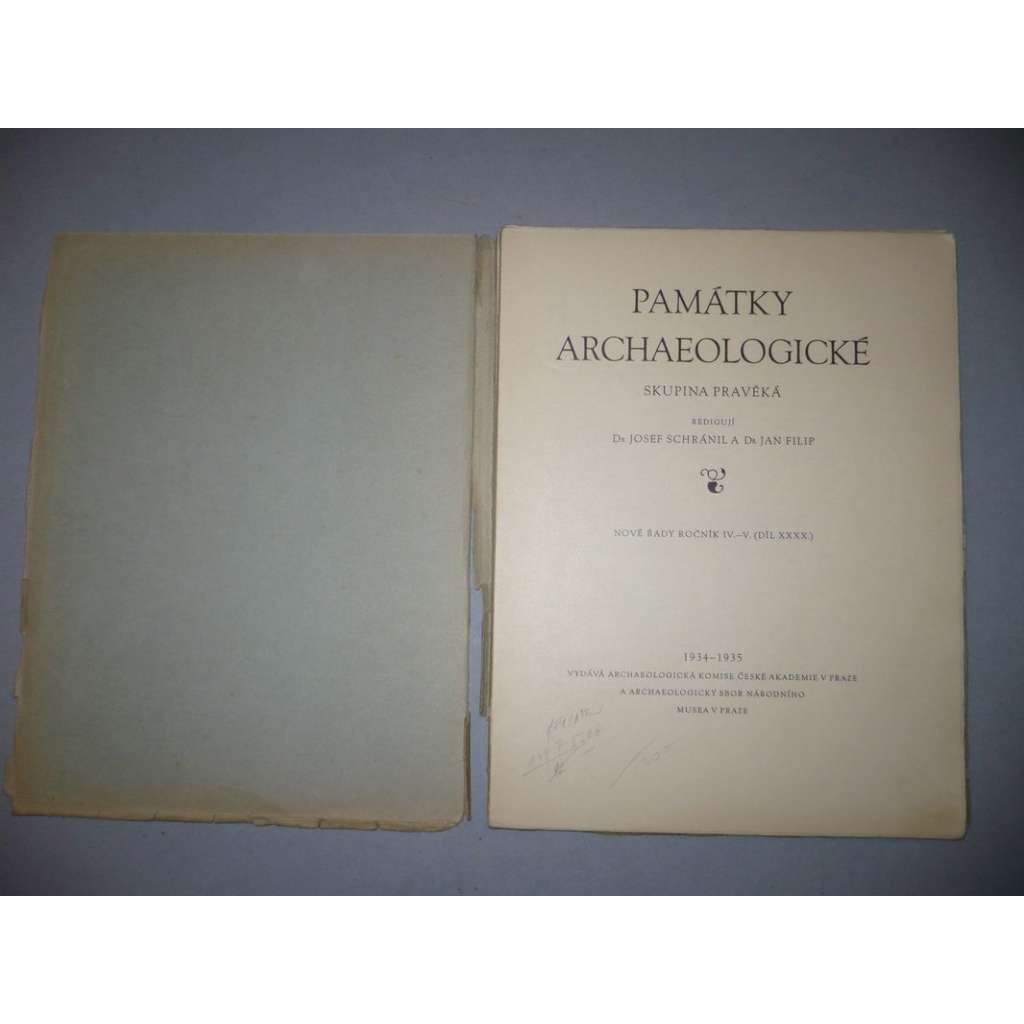 PAMÁTKY
ARCHAEOLOGICKÉ
SKUPINA PRAVĚKÁ
REDIGUJÍ
DR JOSEF SCHRÁNIL A DR JAN FILIP
NOVÉ ŘADY ROČNÍK IV.—V. (DÍL XXXX.)
1934–1935
VYDÁVÁ ARCHAEOLOGICKÁ KOMISE ČESKÉ AKADEMIE V PRAZE
A ARCHAEOLOGICKÝ SBOR NÁRODNÍHO
MUSEA V PRAZE